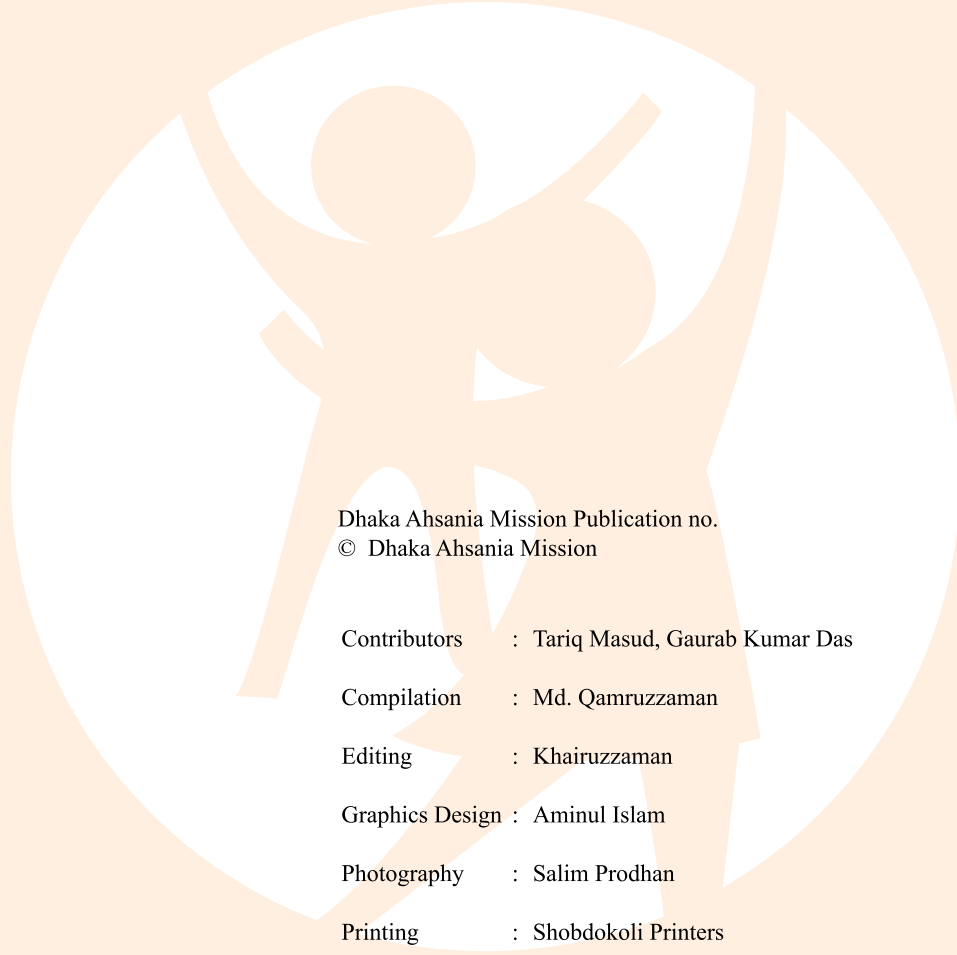 Dhaka Ahsania Mission Publication no.
© Dhaka Ahsania Mission
Contributors : Tariq Masud, Gaurab Kumar Das
Compilation : Md. Qamruzzaman
Editing : Khairuzzaman
Graphics Design : Aminul Islam
Photography : Salim Prodhan
Printing : Shobdokoli Printers